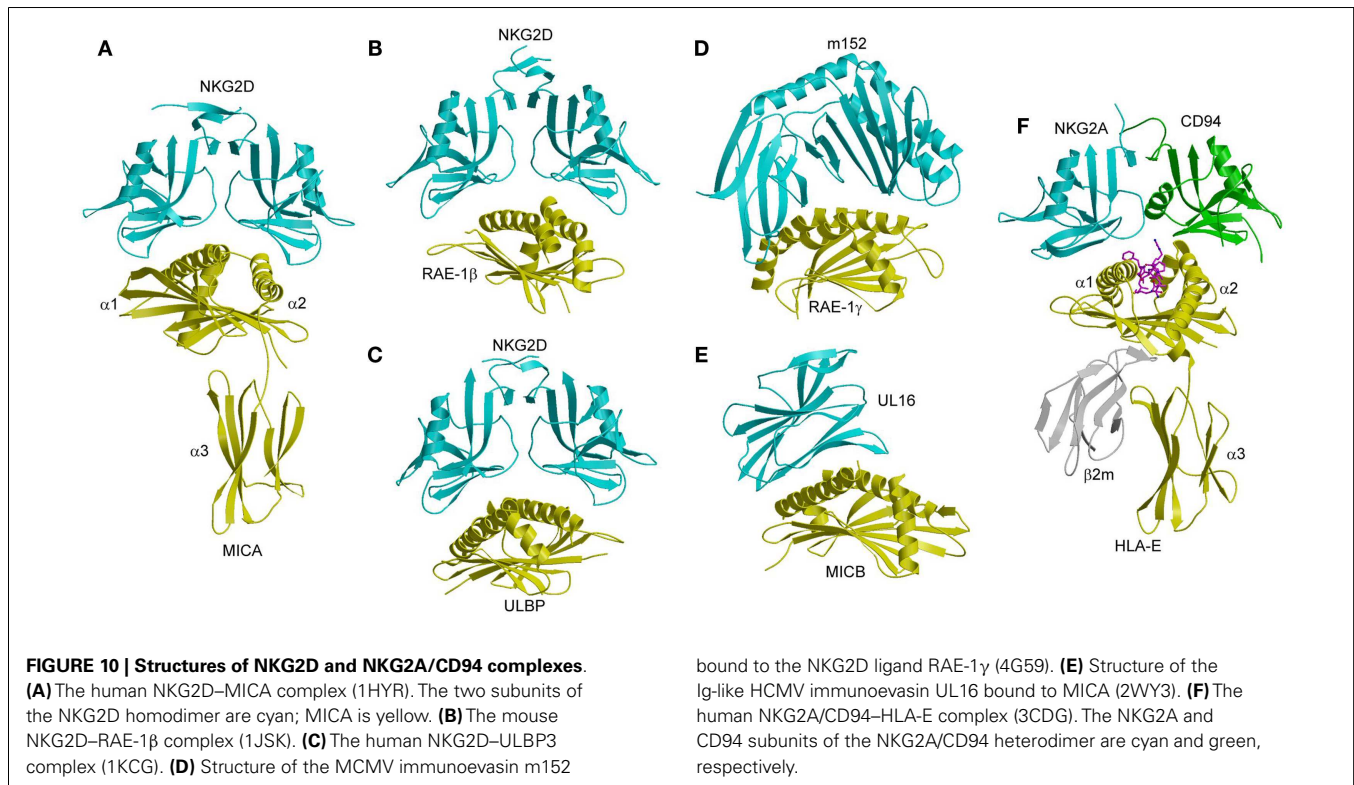 A
NKG2D
α1
α2
α3
MICA
B
NKG2D
RAE-1β
C
NKG2D
ULBP
D
m152
RAE-1γ
E
UL16
MICB
F
NKG2A
CD94
α1
α2
β2m
α3
HLA-E
FIGURE 10 | Structures of NKG2D and NKG2A/CD94 complexes.
(A) The human NKG2D–MICA complex (1HYR). The two subunits of
the NKG2D homodimer are cyan; MICA is yellow. (B) The mouse
NKG2D–RAE-1β complex (1JSK). (C) The human NKG2D–ULBP3
complex (1KCG). (D) Structure of the MCMV immunoevasin m152
bound to the NKG2D ligand RAE-1γ (4G59). (E) Structure of the
Ig-like HCMV immunoevasin UL16 bound to MICA (2WY3). (F) The
human NKG2A/CD94–HLA-E complex (3CDG). The NKG2A and
CD94 subunits of the NKG2A/CD94 heterodimer are cyan and green,
respectively.